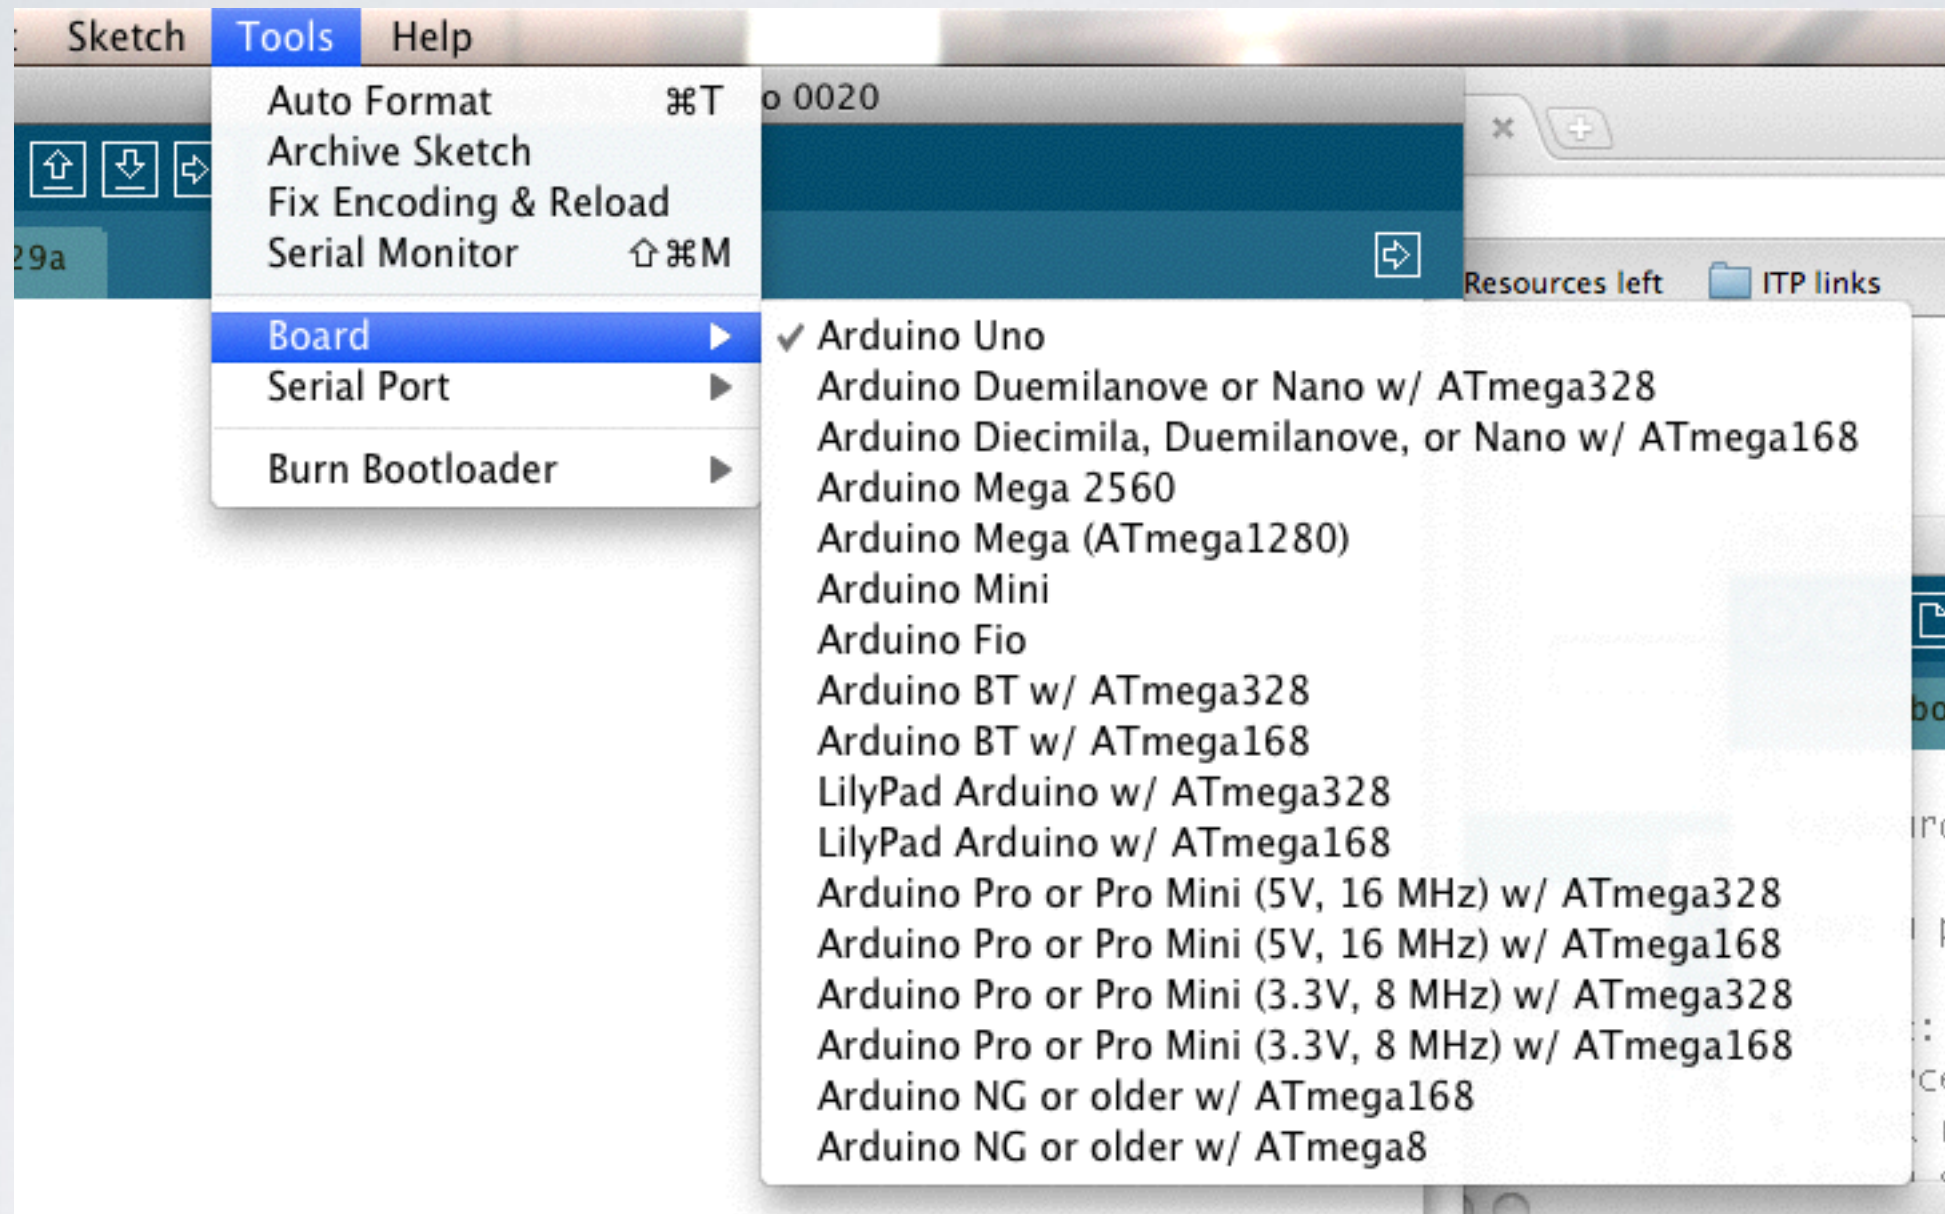 Sketch Tools Help
o 0020
Auto Format ⌘T
Archive Sketch
Fix Encoding & Reload
Serial Monitor ⇧⌘M
29a
Resources left ITP links
Board
Serial Port
Burn Bootloader
✓ Arduino Uno
Arduino Duemilanove or Nano w/ ATmega328
Arduino Diecimila, Duemilanove, or Nano w/ ATmega168
Arduino Mega 2560
Arduino Mega (ATmega1280)
Arduino Mini
Arduino Fio
Arduino BT w/ ATmega328
Arduino BT w/ ATmega168
LilyPad Arduino w/ ATmega328
LilyPad Arduino w/ ATmega168
Arduino Pro or Pro Mini (5V, 16 MHz) w/ ATmega328
Arduino Pro or Pro Mini (5V, 16 MHz) w/ ATmega168
Arduino Pro or Pro Mini (3.3V, 8 MHz) w/ ATmega328
Arduino Pro or Pro Mini (3.3V, 8 MHz) w/ ATmega168
Arduino NG or older w/ ATmega168
Arduino NG or older w/ ATmega8